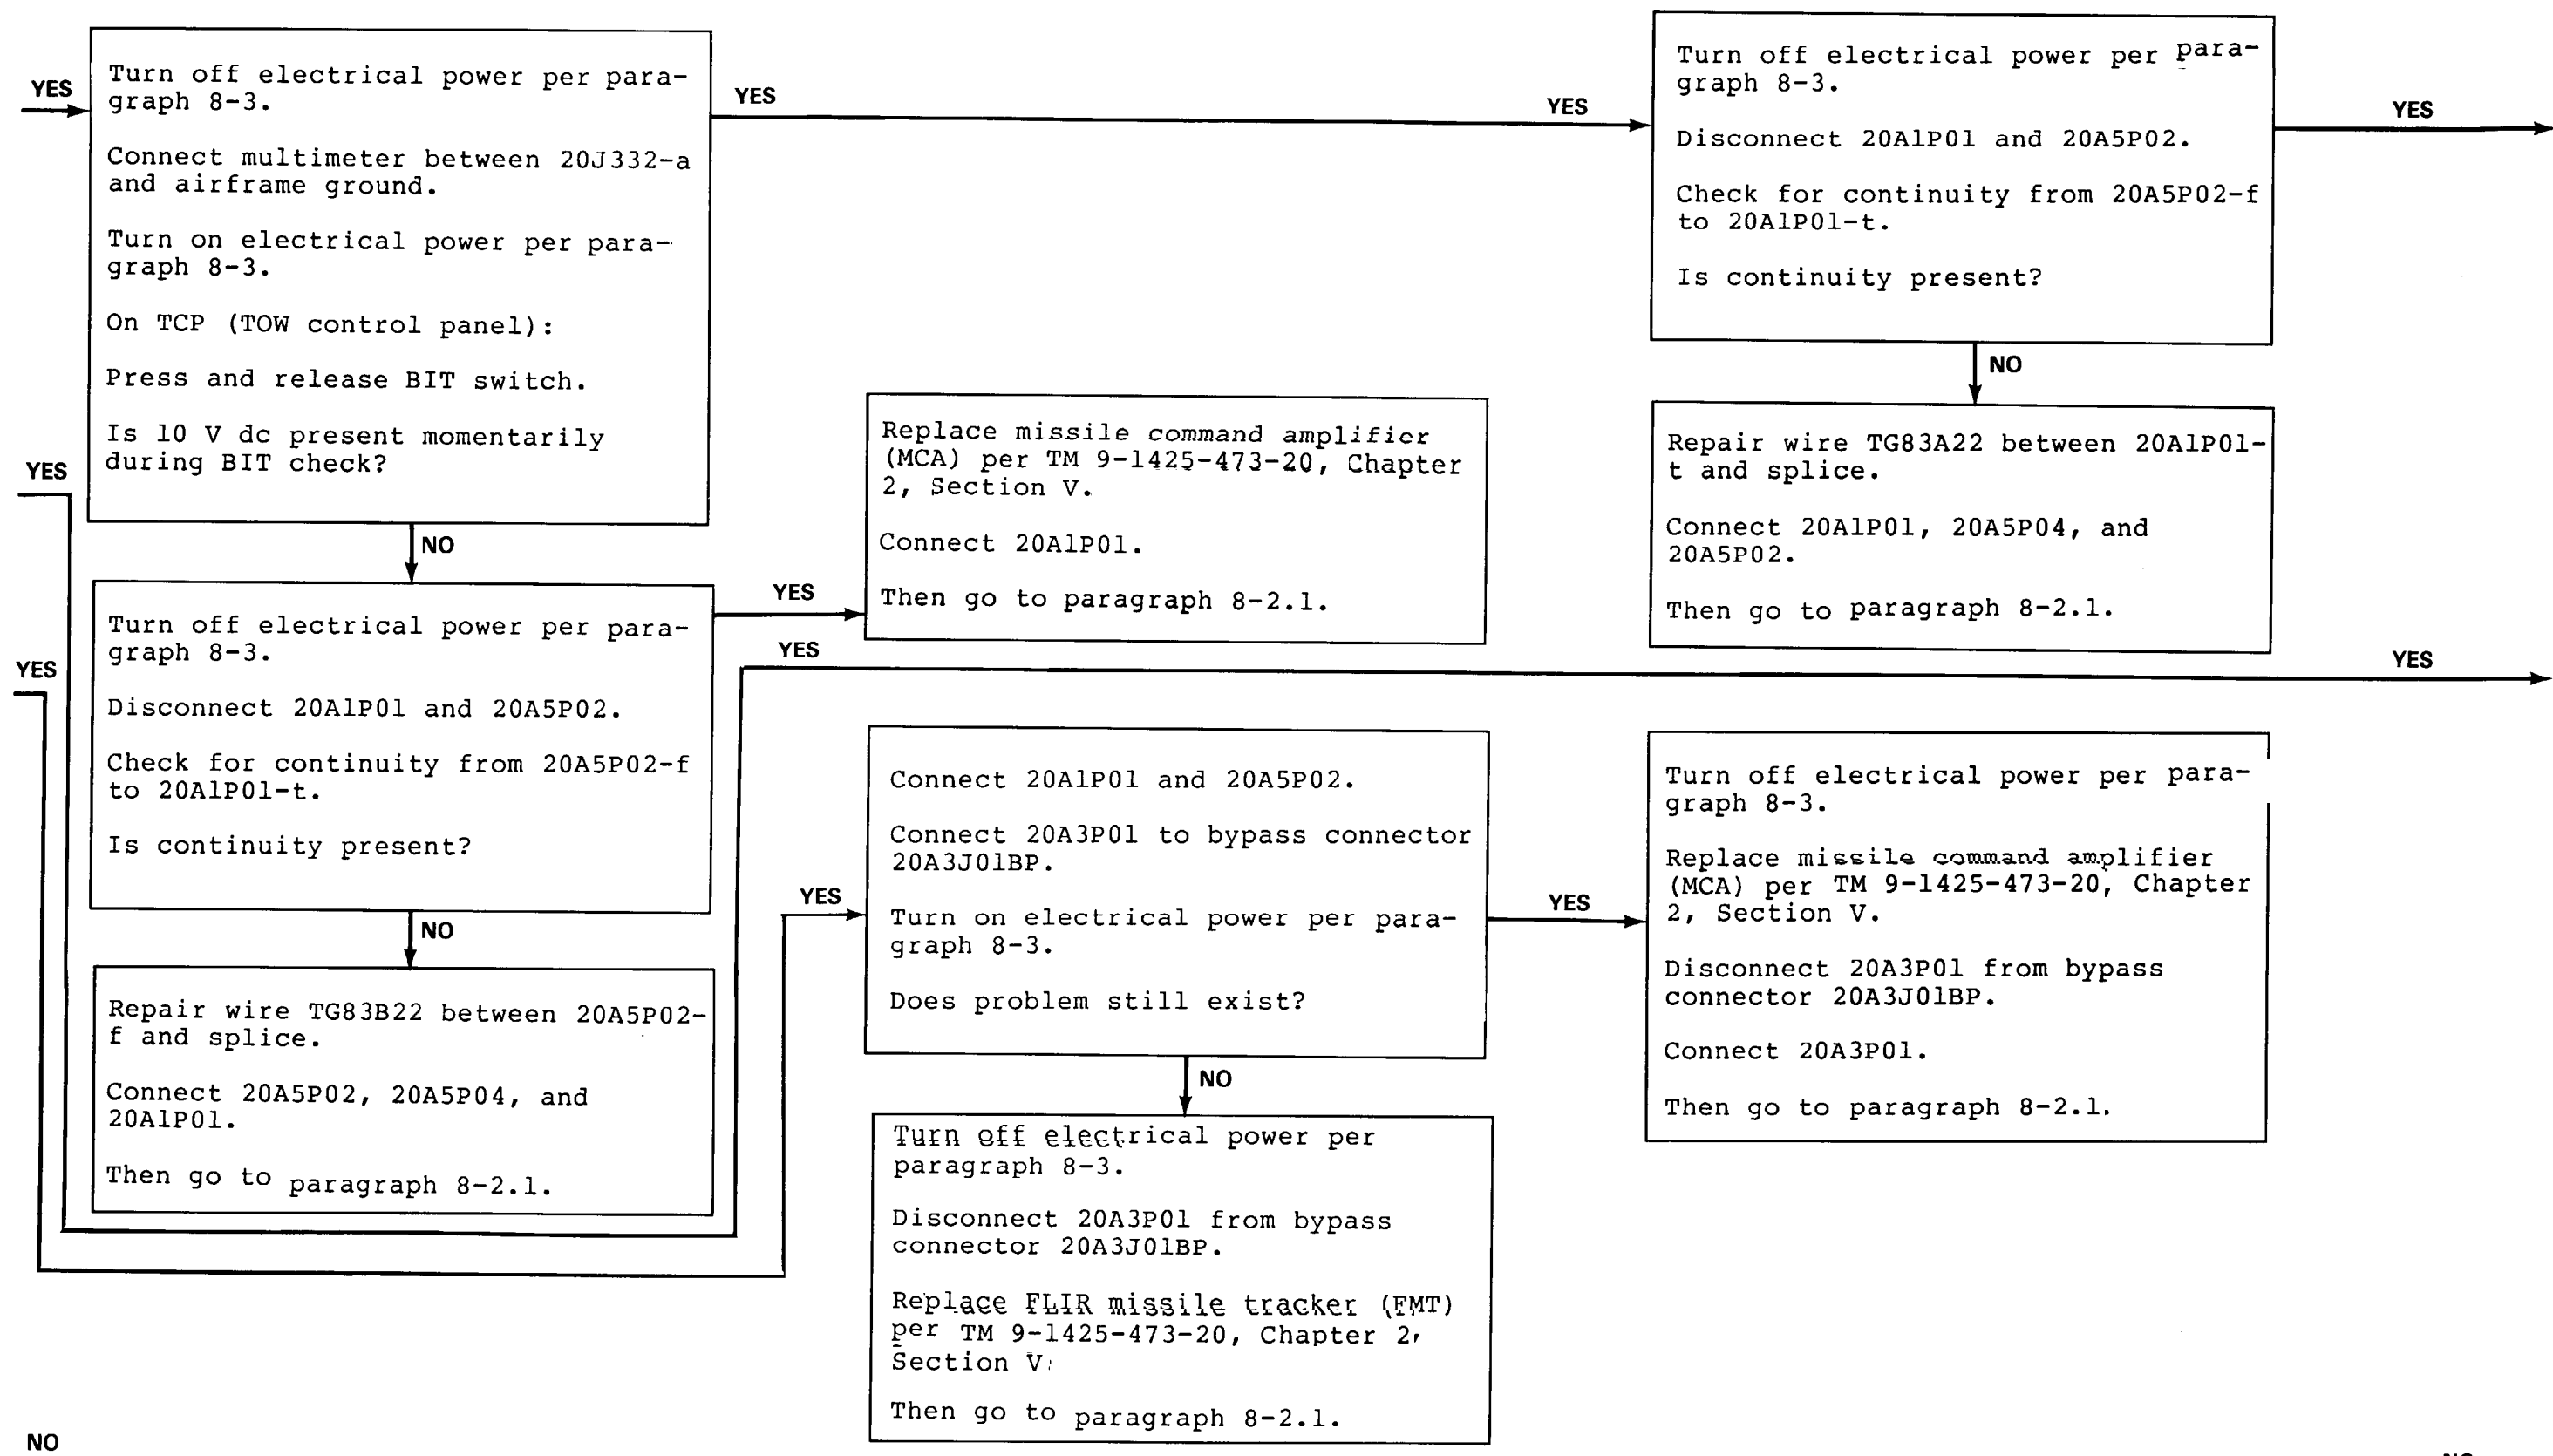 YES
Turn off electrical power per para-
graph 8-3.
Connect multimeter between 20J332-a
and airframe ground.
Turn on electrical power per para-
graph 8-3.
On TCP (TOW control panel):
Press and release BIT switch.
Is 10 V dc present momentarily
during BIT check?
YES
YES
Turn off electrical power per para-
graph 8-3.
Disconnect 20A1P01 and 20A5P02.
Check for continuity from 20A5P02-f
to 20A1P01-t.
Is continuity present?
YES
NO
Repair wire TG83A22 between 20A1P01-
t and splice.
Connect 20A1P01, 20A5P04, and
20A5P02.
Then go to paragraph 8-2.1.
YES
NO
Turn off electrical power per para-
graph 8-3.
Disconnect 20A1P01 and 20A5P02.
Check for continuity from 20A5P02-f
to 20A1P01-t.
Is continuity present?
YES
Replace missile command amplifier
(MCA) per TM 9-1425-473-20, Chapter
2, Section V.
Connect 20A1P01.
Then go to paragraph 8-2.1.
YES
YES
YES
NO
Repair wire TG83B22 between 20A5P02-
f and splice.
Connect 20A5P02, 20A5P04, and
20A1P01.
Then go to paragraph 8-2.1.
YES
Connect 20A1P01 and 20A5P02.
Connect 20A3P01 to bypass connector
20A3J01BP.
Turn on electrical power per para-
graph 8-3.
Does problem still exist?
YES
Turn off electrical power per para-
graph 8-3.
Replace missile command amplifier
(MCA) per TM 9-1425-473-20, Chapter
2, Section V.
Disconnect 20A3P01 from bypass
connector 20A3J01BP.
Connect 20A3P01.
Then go to paragraph 8-2.1.
NO
Turn off electrical power per
paragraph 8-3.
Disconnect 20A3P01 from bypass
connector 20A3J01BP.
Replace FLIR missile tracker (FMT)
per TM 9-1425-473-20, Chapter 2,
Section V.
Then go to paragraph 8-2.1.
NO